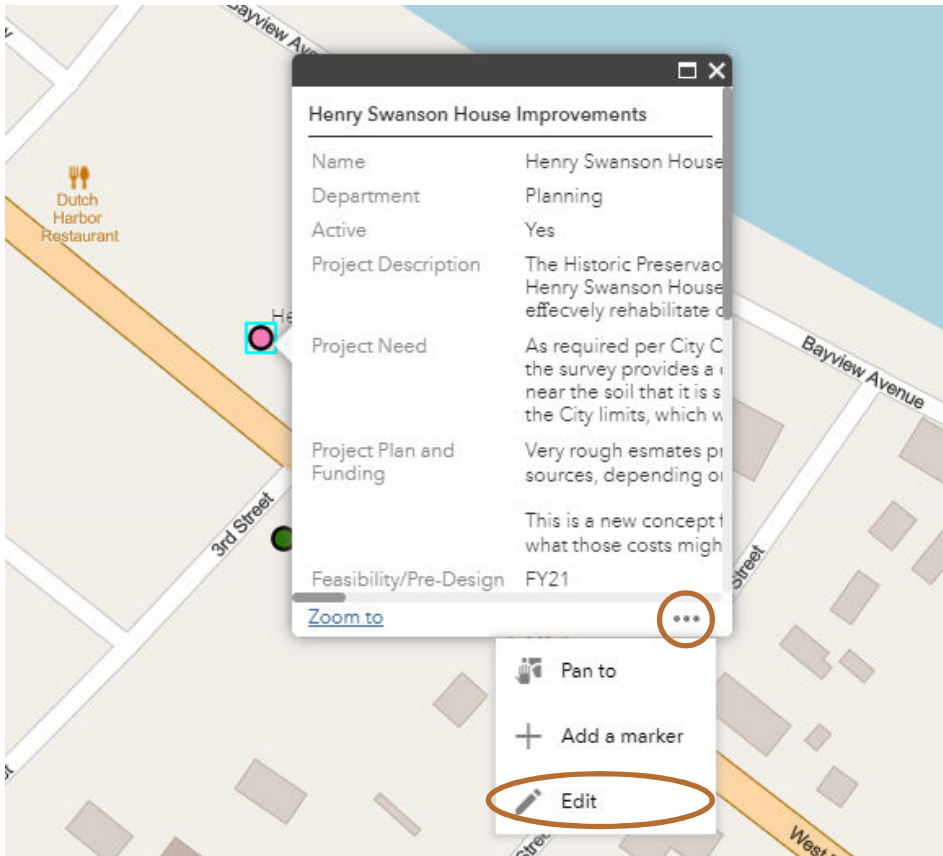 Bayview Ave
Henry Swanson House Improvements
Name Henry Swanson House
Department Planning
Active Yes
Project Description The Historic Preservao
Henry Swanson House
effecvely rehabilitate
Project Need As required per City C
the survey provides a
near the soil that it is s
the City limits, which w
Project Plan and Funding Very rough esmates pr
sources, depending or
This is a new concept f
what those costs migh
Feasibility/Pre-Design FY21
Zoom to
Pan to
Add a marker
Edit
Dutch
Harbor
Restaurant
He
3rd Street
Bayview Avenue
Street
West